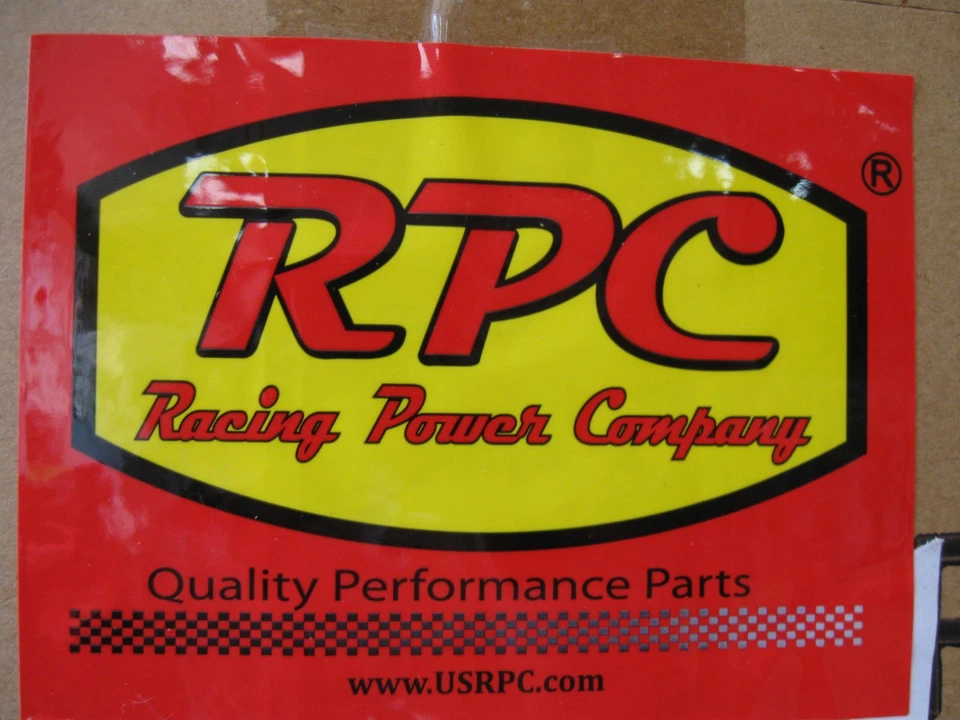 RPC ®
Racing Power Company
Quality Performance Parts
www.USRPC.com